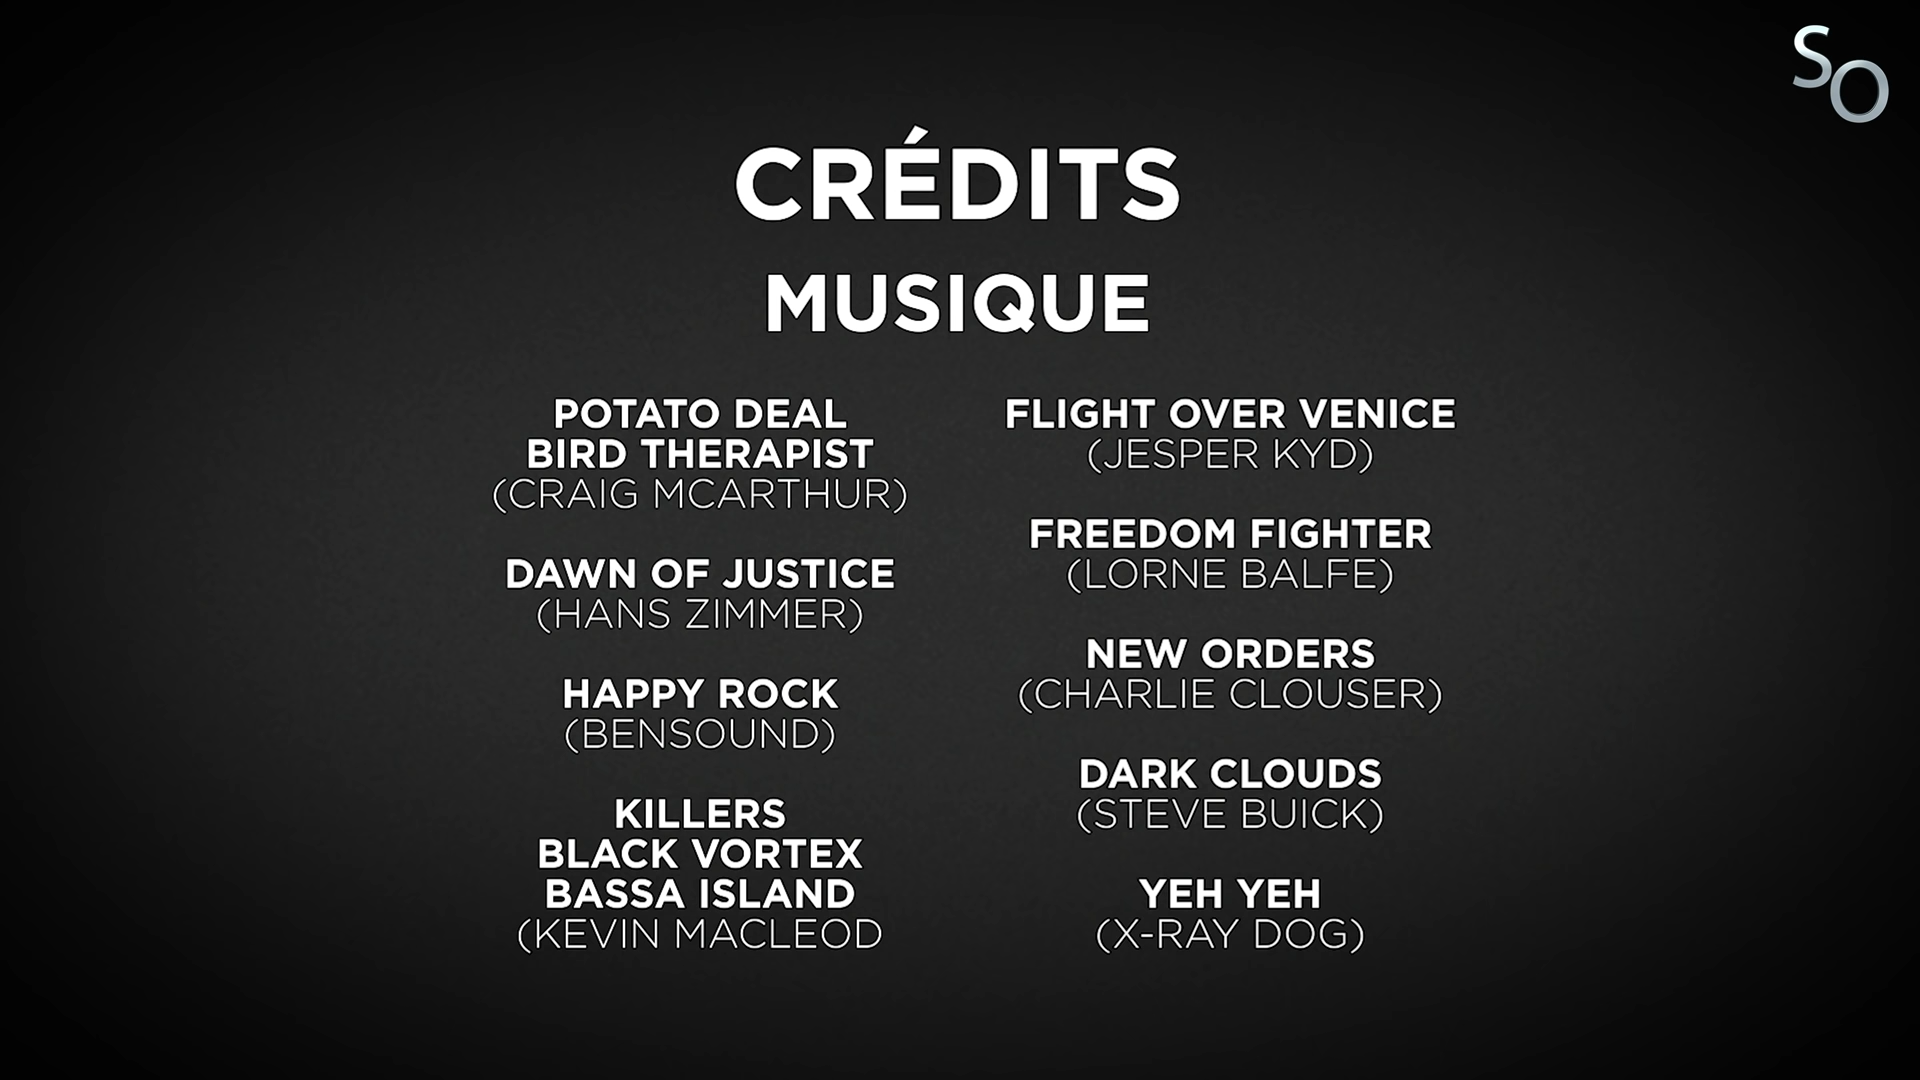 SO
CRÉDITS
MUSIQUE
POTATO DEAL
BIRD THERAPIST
(CRAIG MCARTHUR)
DAWN OF JUSTICE
(HANS ZIMMER)
HAPPY ROCK
(BENSOUND)
KILLERS
BLACK VORTEX
BASSA ISLAND
(KEVIN MACLEOD
FLIGHT OVER VENICE
(JESPER KYD)
FREEDOM FIGHTER
(LORNE BALFE)
NEW ORDERS
(CHARLIE CLOUSER)
DARK CLOUDS
(STEVE BUICK)
YEH YEH
(X-RAY DOG)